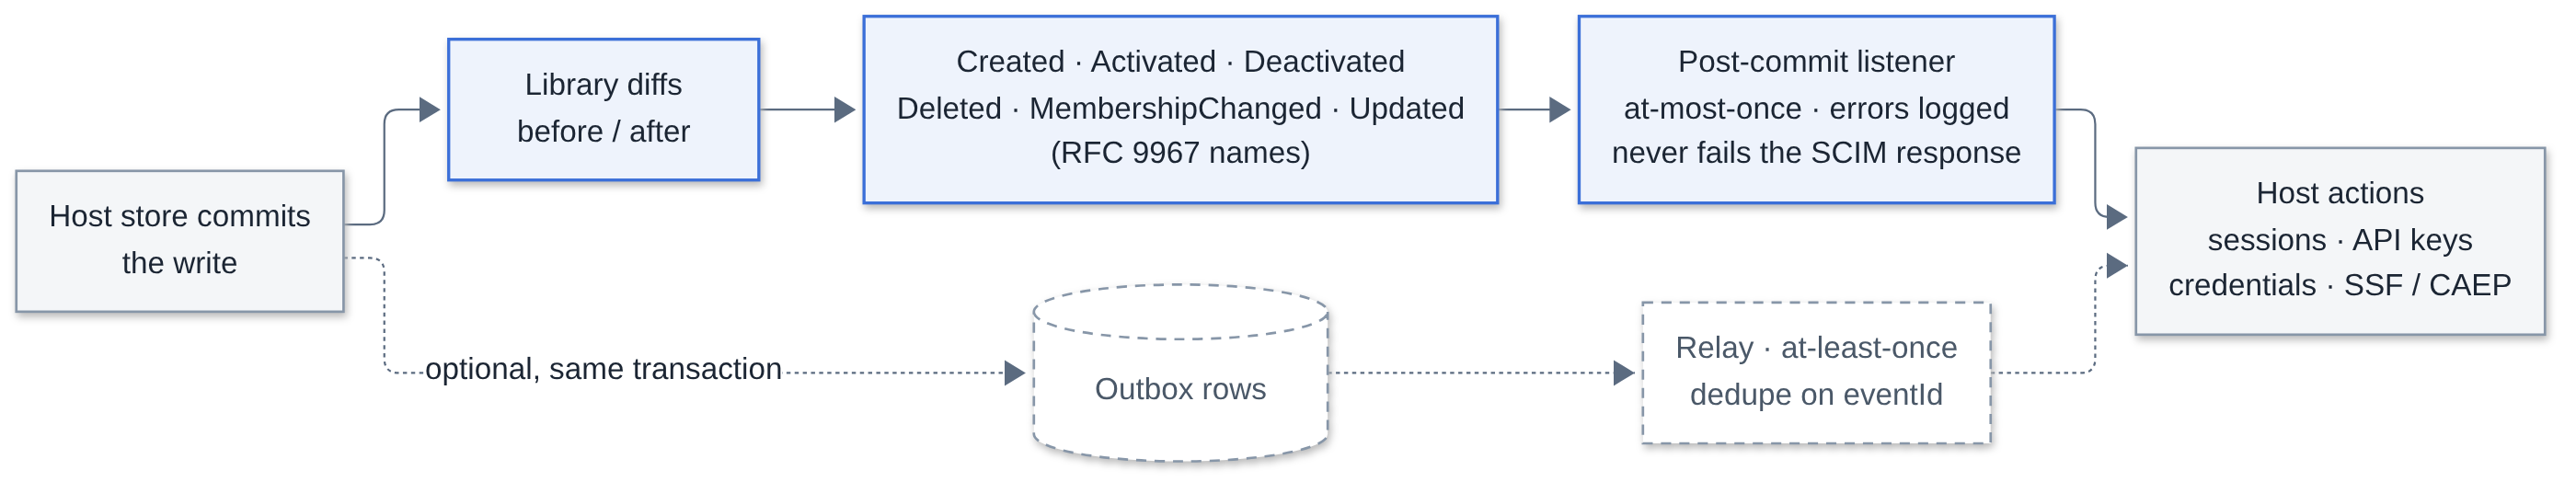 Host store commits
the write
Library diffs
before / after
Created · Activated · Deactivated
Deleted · MembershipChanged · Updated
(RFC 9967 names)
Post-commit listener
at-most-once · errors logged
never fails the SCIM response
Host actions
sessions · API keys
credentials · SSF / CAEP
optional, same transaction
Outbox rows
Relay · at-least-once
dedupe on eventId